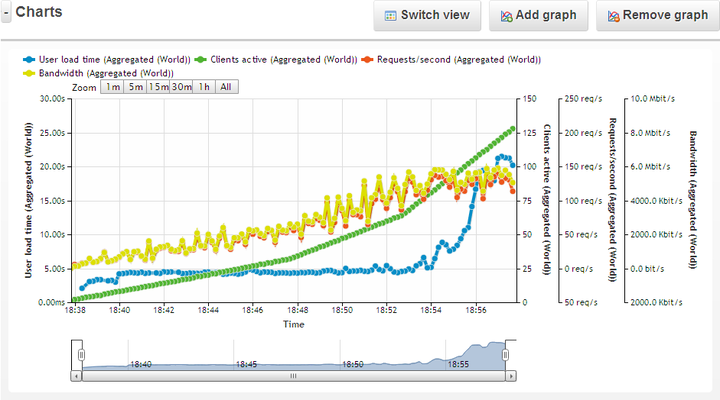 - Charts
Switch view
Add graph
Remove graph
User load time (Aggregated (World)) Clients active (Aggregated (World)) Requests/second (Aggregated (World))
Bandwidth (Aggregated (World))
Zoom 1m 5m 15m 30m 1h All
30.00s 150 250 req/s 10.0 Mbit/s
25.00s 125 200 req/s 8.0 Mbit/s
20.00s 100 150 req/s 6.0 Mbit/s
15.00s 75 100 req/s 4000.0 Kbit/s
10.00s 50 50 req/s 2000.0 Kbit/s
5.00s 25 0 req/s 0.0 bit/s
0.00ms 0 50 req/s 2000.0 Kbit/s
User load time (Aggregated (World))
Clients active (Aggregated (World))
Requests/second (Aggregated (World))
Bandwidth (Aggregated (World))
18:38 18:40 18:42 18:44 18:46 18:48 18:50 18:52 18:54 18:56
Time
18:40 18:45 18:50 18:55